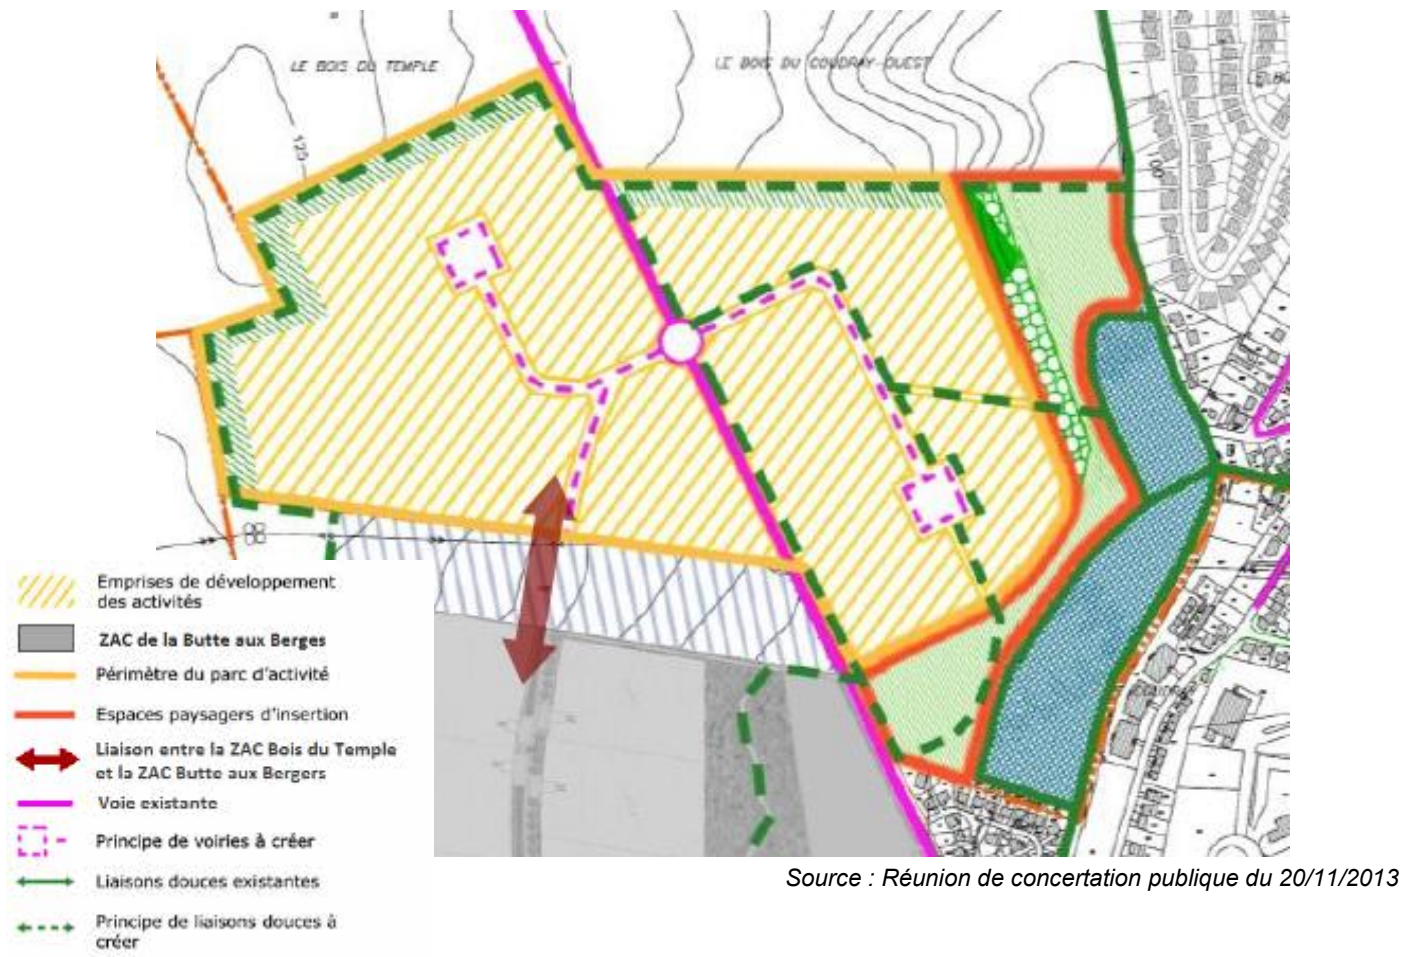 LE BOIS DU TEMPLE
LE BOIS DU COUDRAY-OUEST
125
Emprises de développement
des activités
ZAC de la Butte aux Berges
Périmètre du parc d'activité
Espaces paysagers d'insertion
Liaison entre la ZAC Bois du Temple
et la ZAC Butte aux Bergers
Voie existante
Principe de voiries à créer
Liaisons douces existantes
Principe de liaisons douces à
créer
Source : Réunion de concertation publique du 20/11/2013